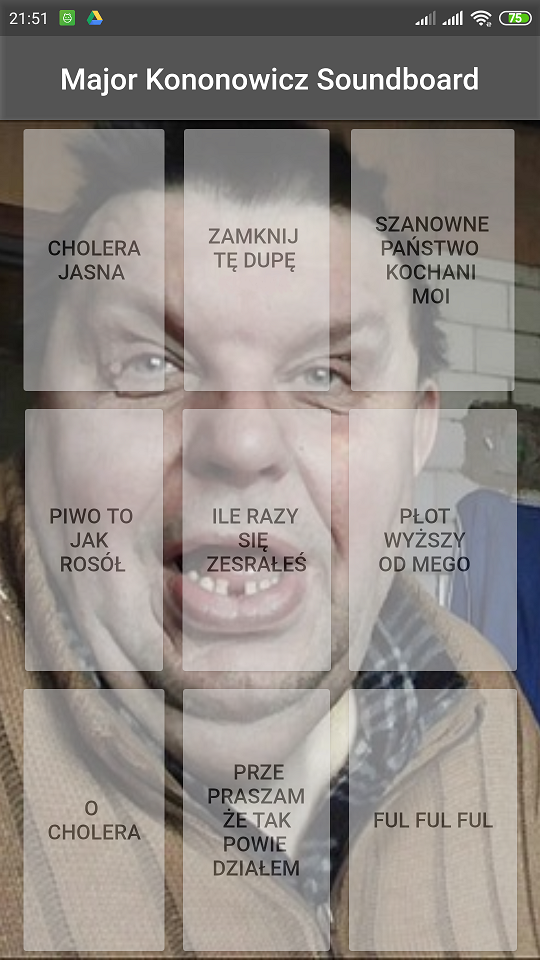 21:51
75
Major Kononowicz Soundboard
CHOLERA
JASNA
ZAMKNIJ
TĘ DUPĘ
SZANOWNE
PAŃSTWO
KOCHANI
MOI
PIWO TO
JAK
ROSÓŁ
ILE RAZY
SIĘ
ZESRAŁEŚ
PŁOT
WYŻSZY
OD MEGO
O
CHOLERA
PRZE
PRASZAM
ŻE TAK
POWIE
DZIAŁEM
FUL FUL FUL